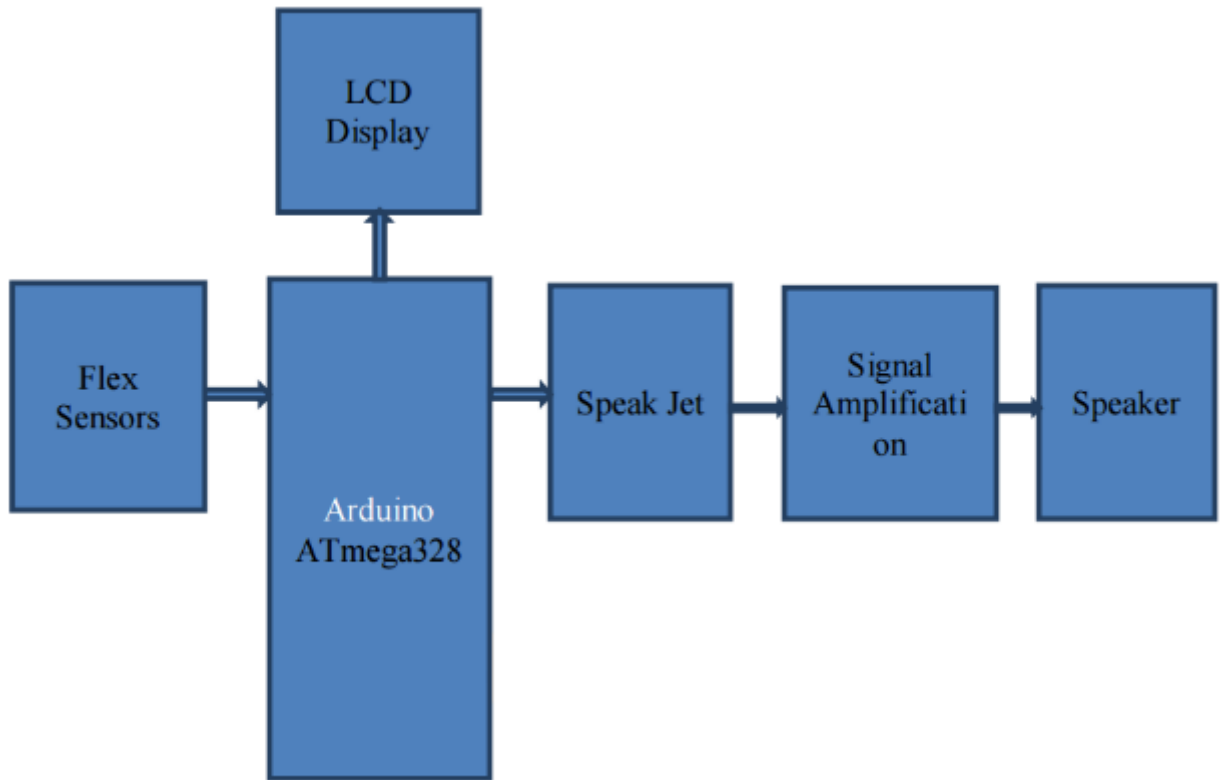 LCD
Display
Flex
Sensors
Arduino
ATmega328
Speak Jet
Signal
Amplificati
on
Speaker